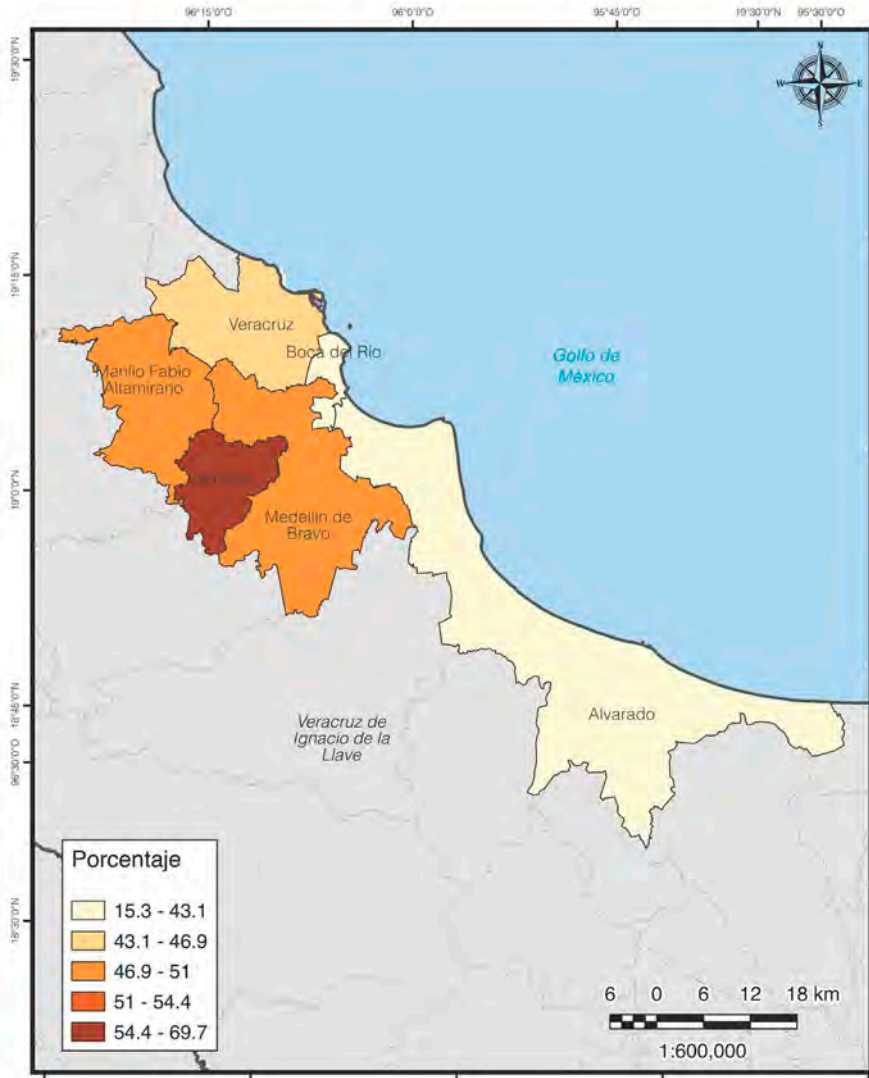 96°15'0"O
96°0'0"O
95°45'0"O
19°30'0"N
95°30'0"O
19°30'0"N
N
W
E
S
19°15'0"N
Veracruz
Boca del Río
Golfo de
México
Manlio Fabio
Altamirano
19°0'0"N
Medellín de
Bravo
18°45'0"N
Alvarado
Veracruz de
Ignacio de la
Llave
96°30'0"O
Porcentaje
15.3 - 43.1
43.1 - 46.9
46.9 - 51
51 - 54.4
54.4 - 69.7
18°30'0"N
6 0 6 12 18 km
1:600,000